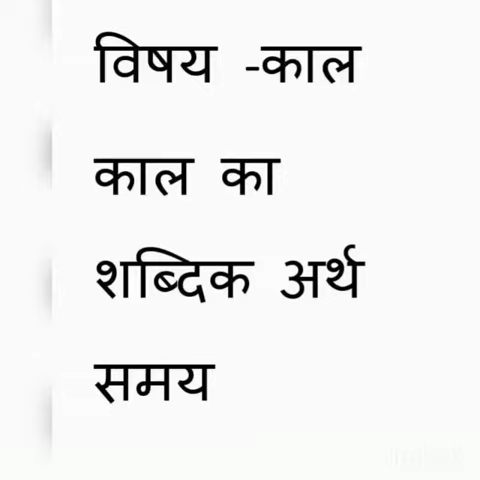 विषय -काल
काल का
शब्दिक अर्थ
समय